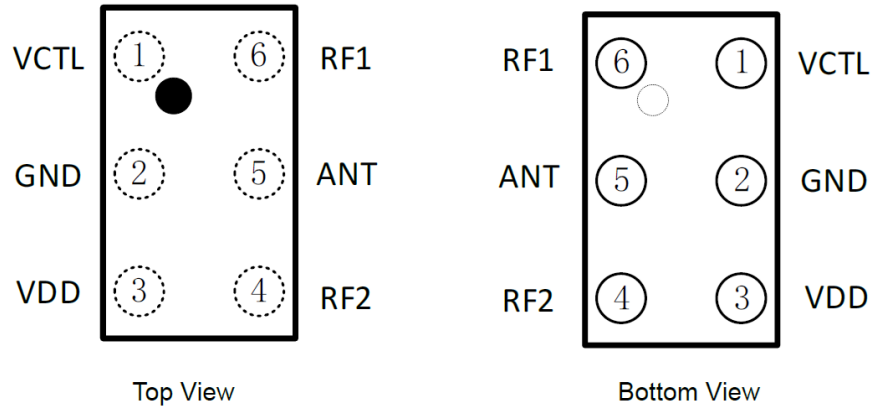 VCTL 1 6 RF1 RF1 6 1 VCTL
GND 2 5 ANT ANT 5 2 GND
VDD 3 4 RF2 RF2 4 3 VDD
Top View Bottom View